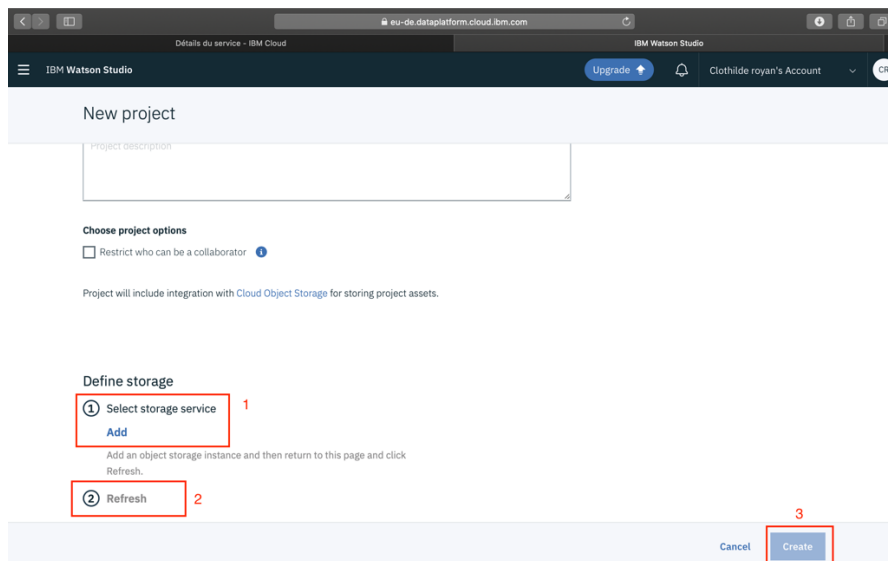 eu-de.dataplatform.cloud.ibm.com
Détails du service - IBM Cloud
IBM Watson Studio
IBM Watson Studio
Upgrade
Clothilde royan's Account
CR
New project
Project description
Choose project options
Restrict who can be a collaborator
Project will include integration with Cloud Object Storage for storing project assets.
Define storage
1 Select storage service
1
Add
Add an object storage instance and then return to this page and click
Refresh.
2 Refresh
2
3
Cancel
Create